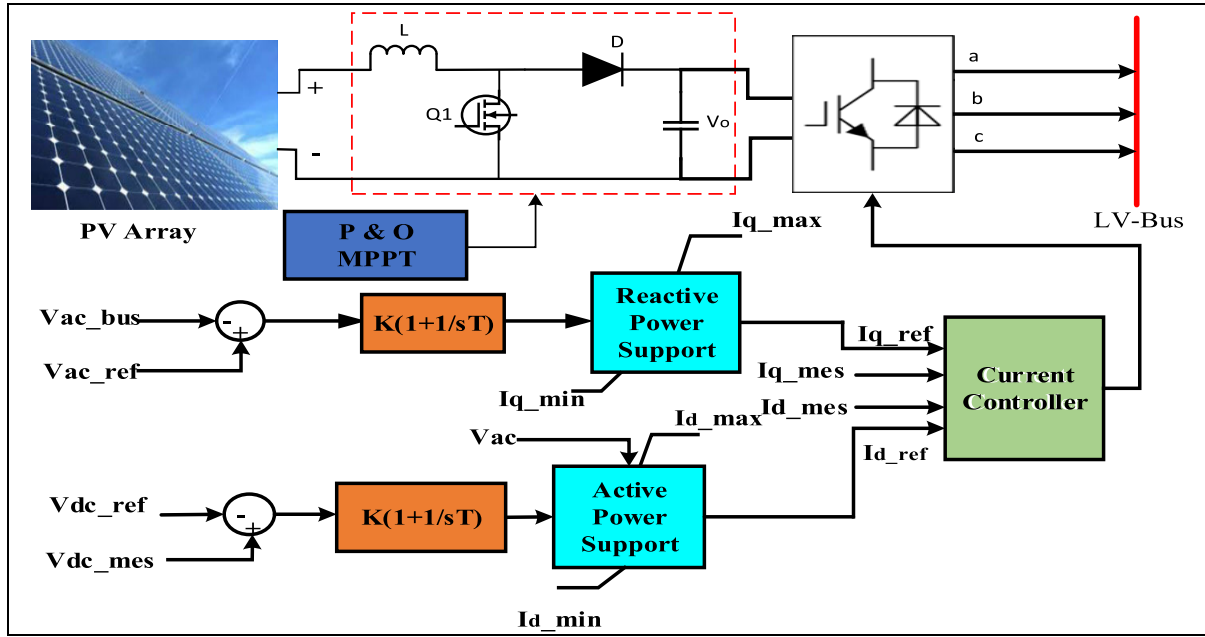 L
D
+
Q1
Vo
-
a
b
c
PV Array
P & O
MPPT
LV-Bus
Iq_max
Vac_bus
-
+
Vac_ref
K(1+1/sT)
Reactive
Power
Support
Iq_min
Iq_ref
Iq_mes
Id_mes
Id_ref
Current
Controller
Vac
Id_max
Vdc_ref
-
+
Vdc_mes
K(1+1/sT)
Active
Power
Support
Id_min